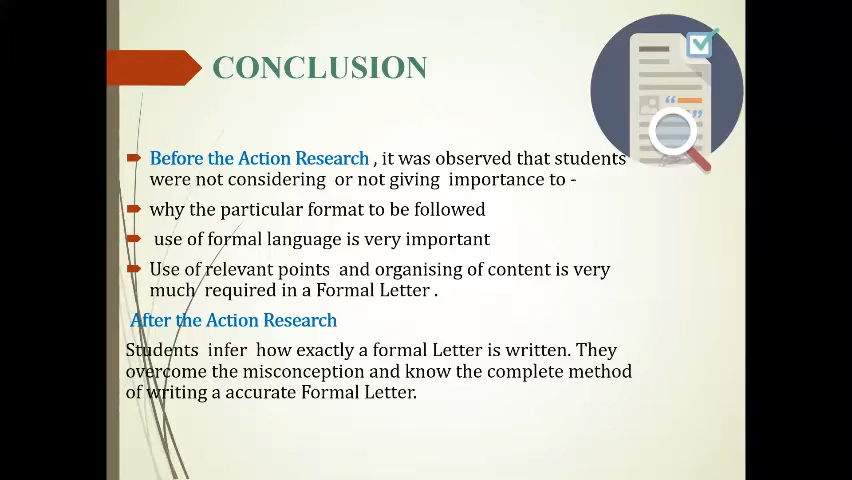 CONCLUSION
Before the Action Research , it was observed that students
were not considering or not giving importance to -
why the particular format to be followed
use of formal language is very important
Use of relevant points and organising of content is very
much required in a Formal Letter .
After the Action Research
Students infer how exactly a formal Letter is written. They
overcome the misconception and know the complete method
of writing a accurate Formal Letter.